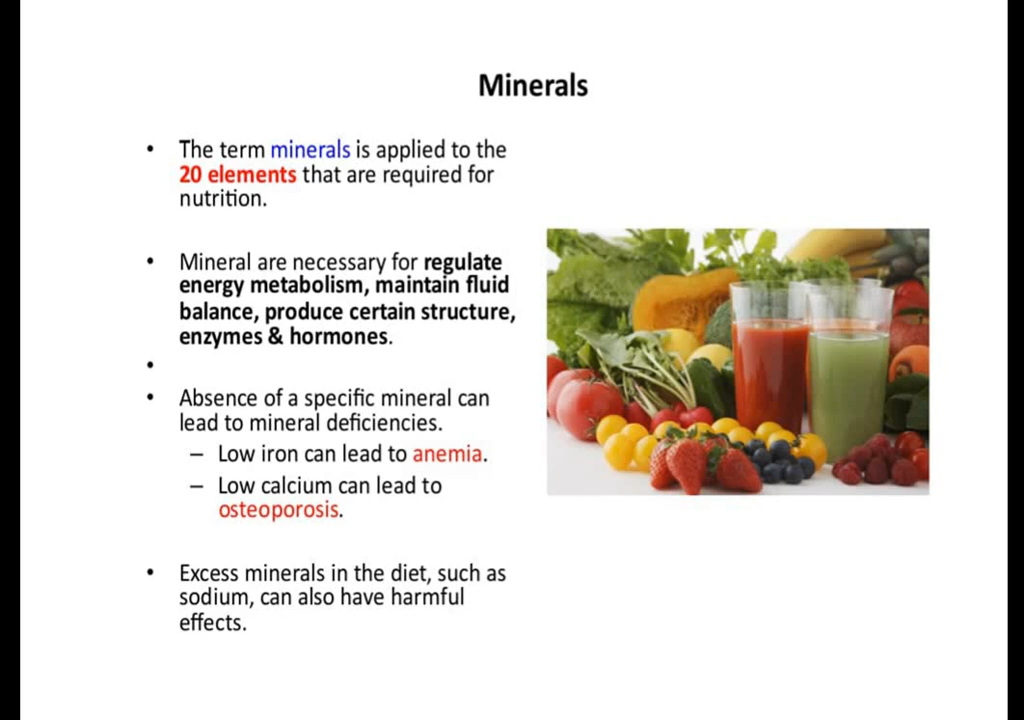 Minerals
• The term minerals is applied to the
20 elements that are required for
nutrition.
• Mineral are necessary for regulate
energy metabolism, maintain fluid
balance, produce certain structure,
enzymes & hormones.
•
• Absence of a specific mineral can
lead to mineral deficiencies.
– Low iron can lead to anemia.
– Low calcium can lead to
osteoporosis.
• Excess minerals in the diet, such as
sodium, can also have harmful
effects.